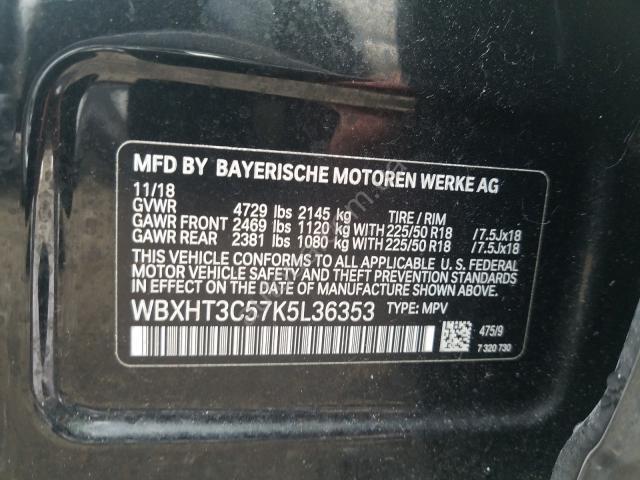 MFD BY BAYERISCHE MOTOREN WERKE AG
11/18
GVWR 4729 lbs 2145 kg TIRE / RIM
GAWR FRONT 2469 lbs 1120 kg WITH 225/50 R18 /7.5Jx18
GAWR REAR 2381 lbs 1080 kg WITH 225/50 R18 /7.5Jx18
THIS VEHICLE CONFORMS TO ALL APPLICABLE U. S. FEDERAL
MOTOR VEHICLE SAFETY AND THEFT PREVENTION STANDARDS
IN EFFECT ON THE DATE OF MANUFACTURE SHOWN ABOVE.
WBXHT3C57K5L36353 TYPE: MPV
475/9
7 320 730